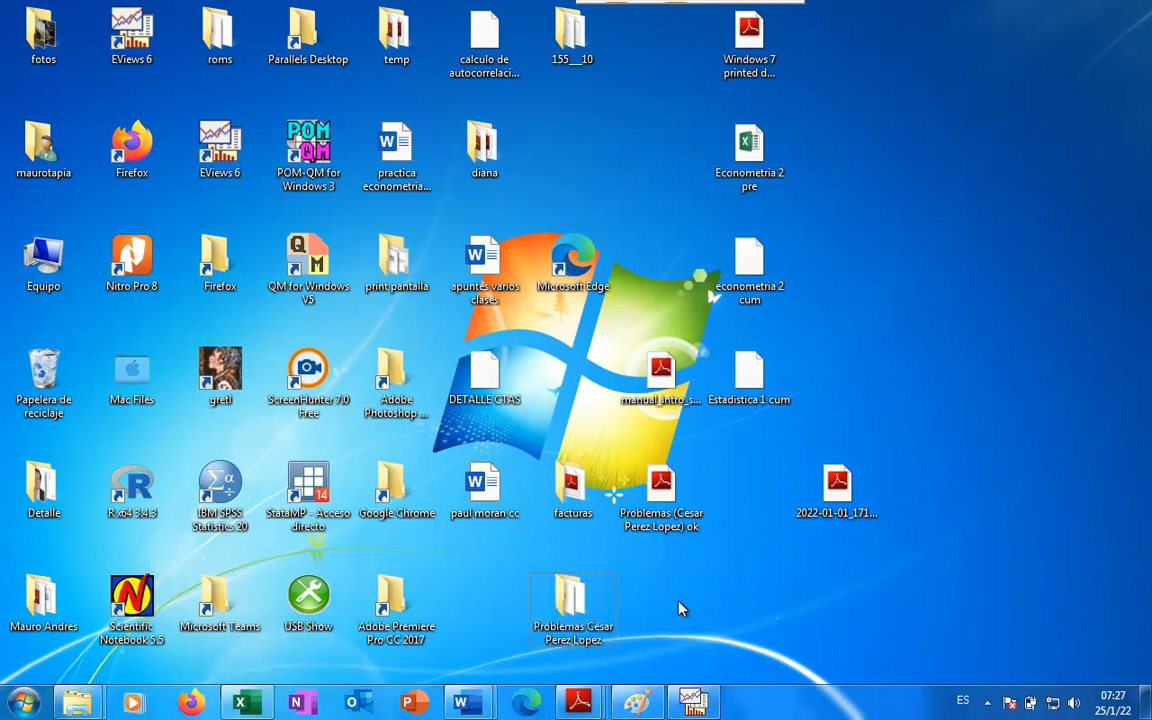 fotos
EViews 6
roms
Parallels Desktop
temp
calculo de
autocorrelaci...
155__10
Windows 7
printed d...
maurotapia
Firefox
EViews 6
POM
QM
POM-QM for
Windows 3
practica
econometria...
diana
Econometria 2
pre
Equipo
Nitro Pro 8
Firefox
Q
M
QM for Windows
V5
print pantalla
apuntes varios
clases
Microsoft Edge
econometria 2
cum
Papelera de
reciclaje
Mac Files
gretl
ScreenHunter 7.0
Free
Adobe
Photoshop ...
DETALLE CTAS
manual_intro_s...
Estadistica 1 cum
Detalle
R x64 3.4.3
Σα
IBM SPSS
Statistics 20
14
StataMP - Acceso
directo
Google Chrome
paul moran cc
facturas
Problemas (Cesar
Perez Lopez) ok
2022-01-01_171...
Mauro Andres
N
Scientific
Notebook 5.5
Microsoft Teams
USB Show
Adobe Premiere
Pro CC 2017
Problemas Cesar
Perez Lopez
ES
07:27
25/1/22